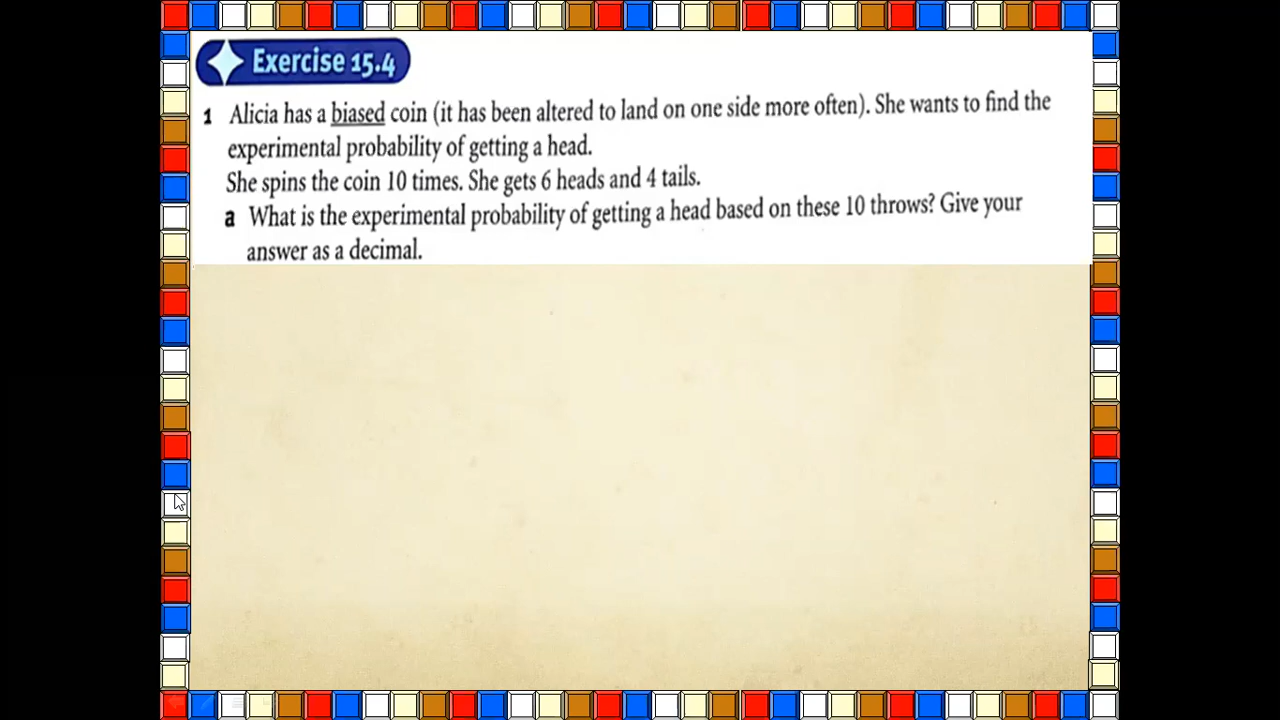 Exercise 15.4
1 Alicia has a biased coin (it has been altered to land on one side more often). She wants to find the
experimental probability of getting a head.
She spins the coin 10 times. She gets 6 heads and 4 tails.
a What is the experimental probability of getting a head based on these 10 throws? Give your
answer as a decimal.